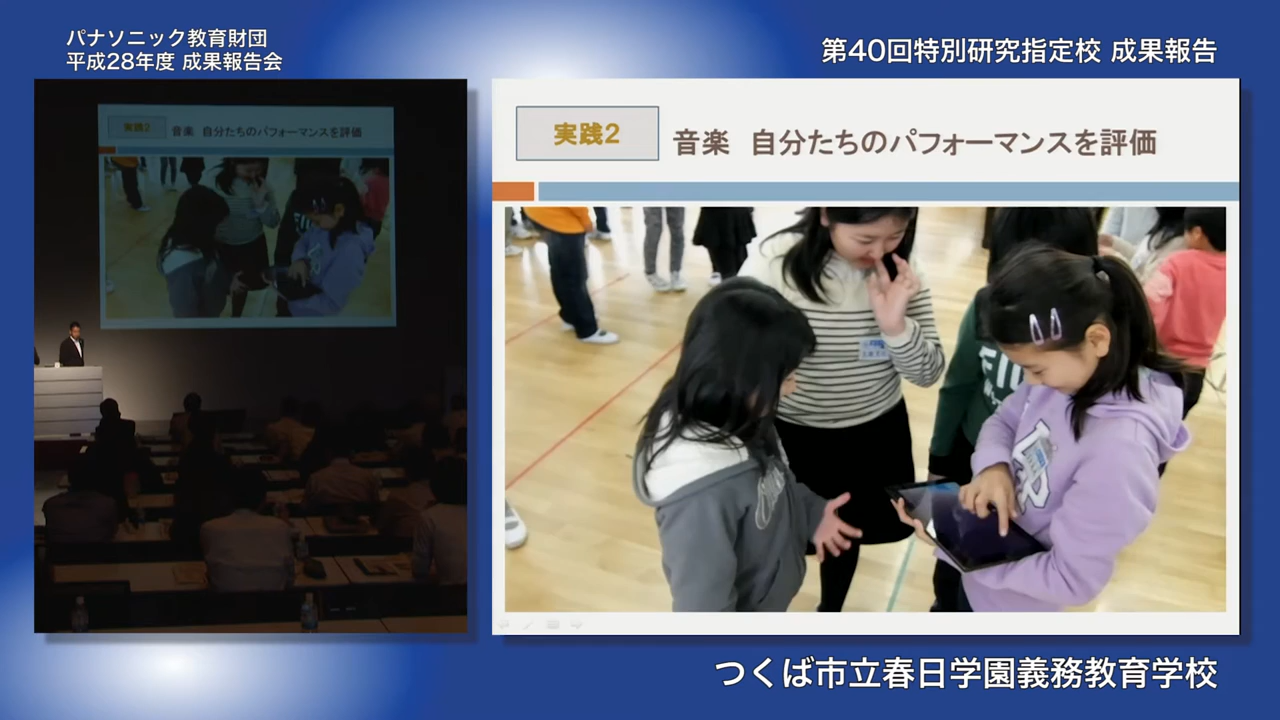 パナソニック教育財団
平成28年度 成果報告会
第40回特別研究指定校 成果報告
実践2
音楽 自分たちのパフォーマンスを評価
実践2
音楽 自分たちのパフォーマンスを評価
つくば市立春日学園義務教育学校